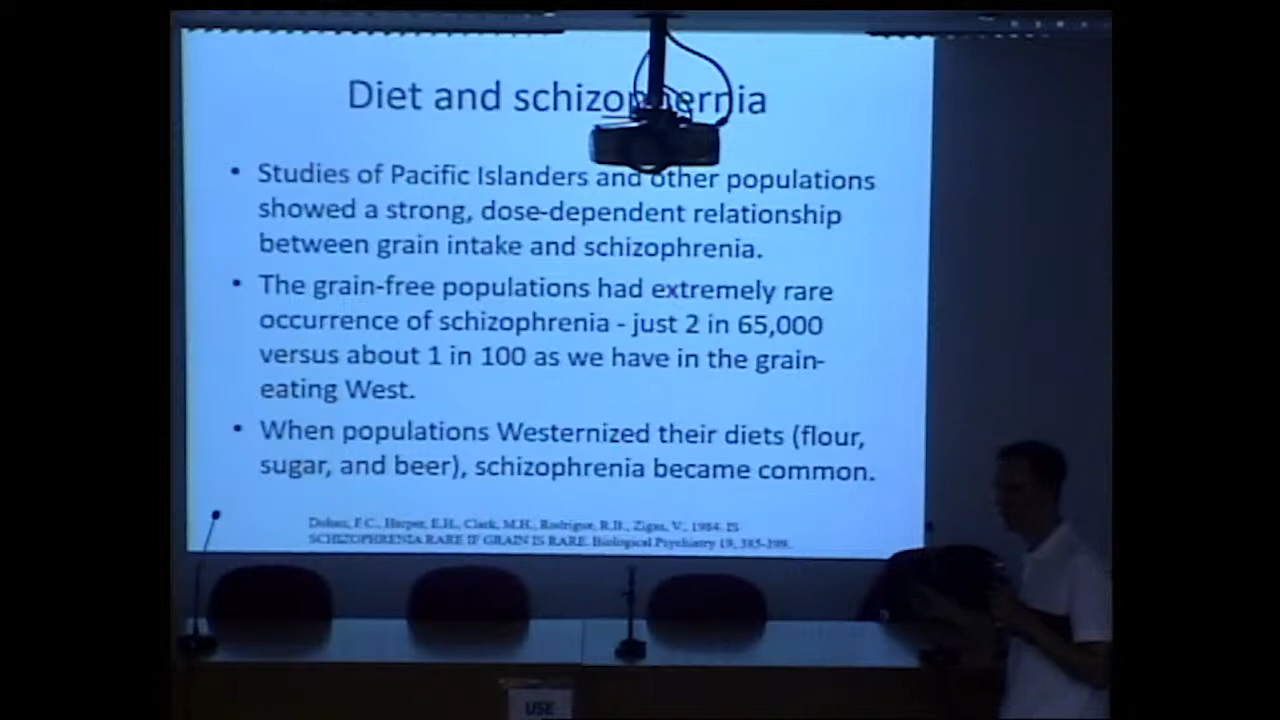 Diet and schizophernia
• Studies of Pacific Islanders and other populations
showed a strong, dose-dependent relationship
between grain intake and schizophrenia.
• The grain-free populations had extremely rare
occurrence of schizophrenia - just 2 in 65,000
versus about 1 in 100 as we have in the grain-
eating West.
• When populations Westernized their diets (flour,
sugar, and beer), schizophrenia became common.
Dohan, F.C., Harper, E.H., Clark, M.H., Rodrigue, R.B., Zigas, V., 1984. IS
SCHIZOPHRENIA RARE IF GRAIN IS RARE. Biological Psychiatry 19, 385-399.
USE